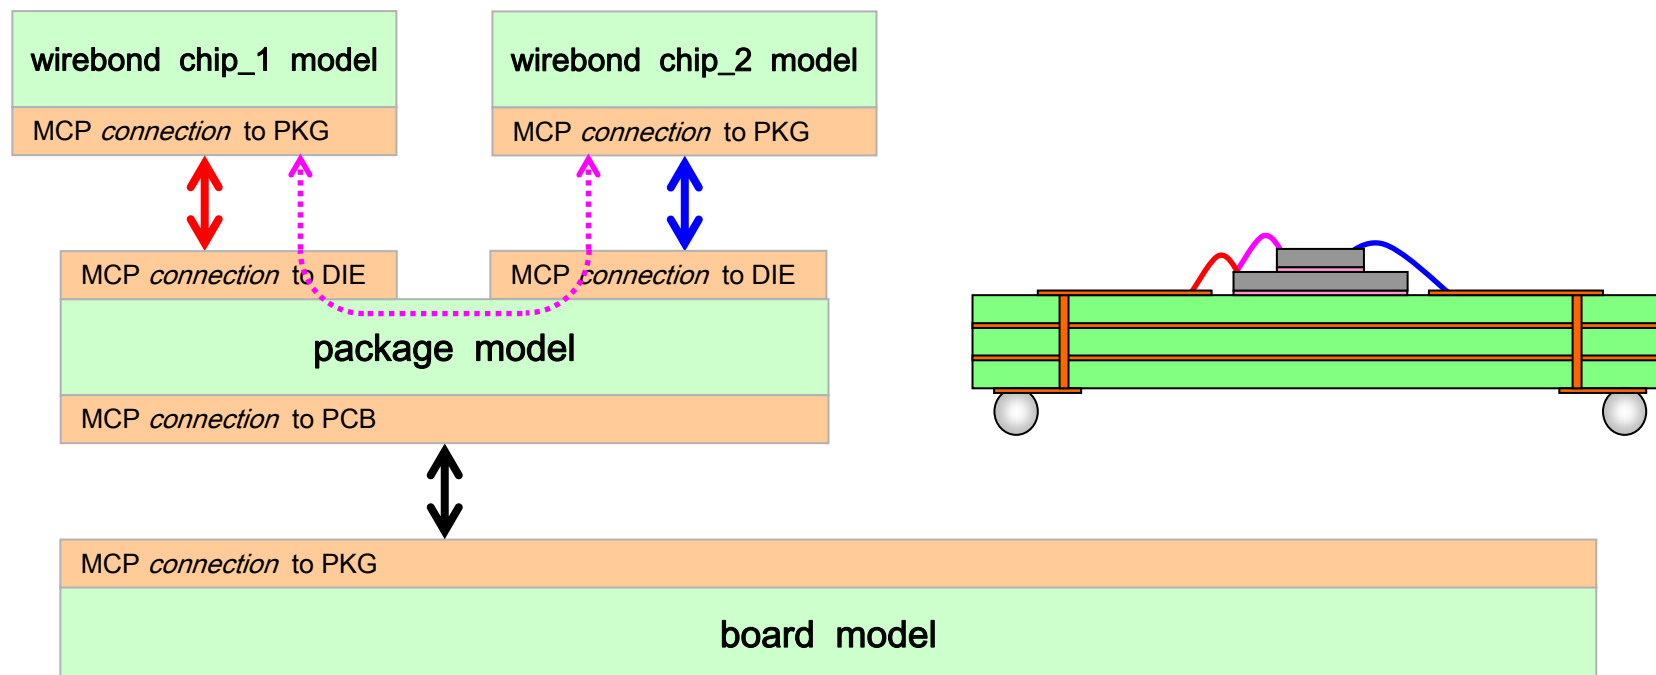 wirebond chip_1 model
wirebond chip_2 model
MCP connection to PKG
MCP connection to PKG
MCP connection to DIE
MCP connection to DIE
package model
MCP connection to PCB
MCP connection to PKG
board model